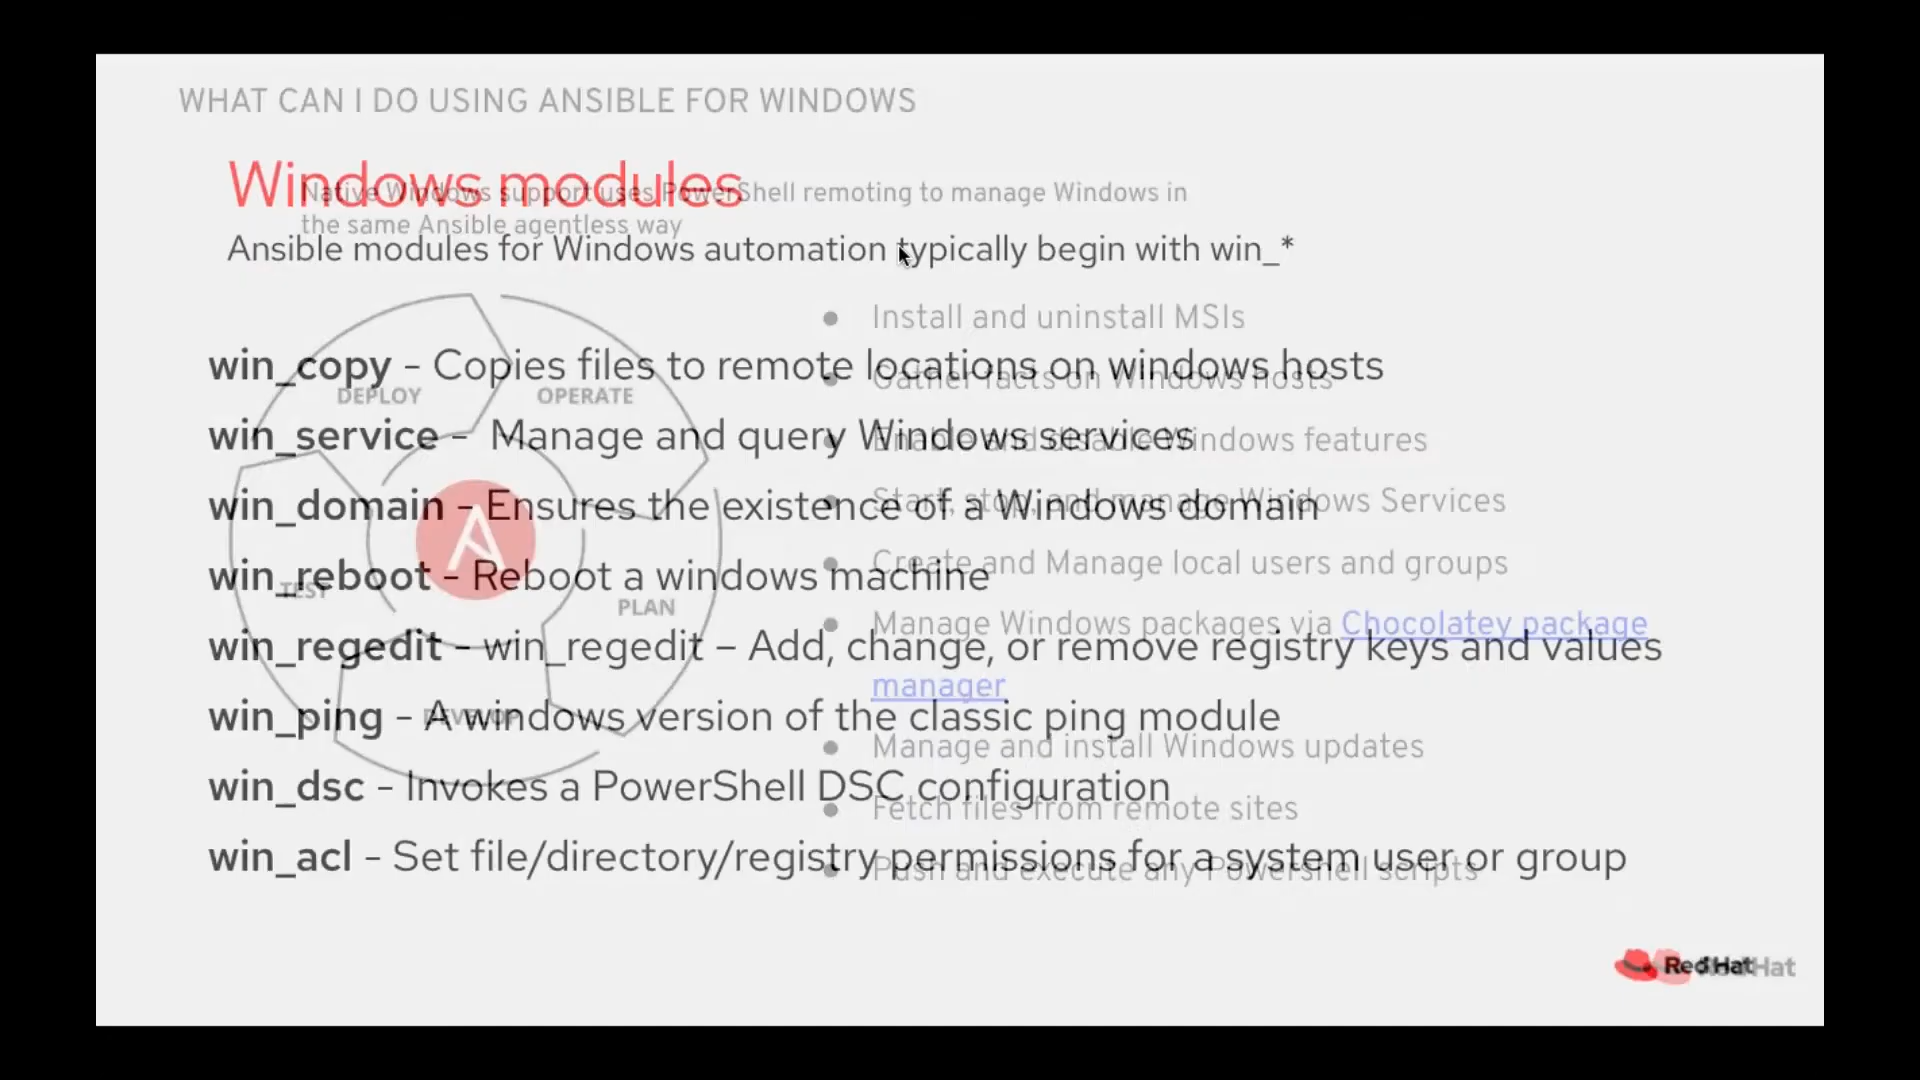 WHAT CAN I DO USING ANSIBLE FOR WINDOWS
Windows modules
Native Windows support uses PowerShell remoting to manage Windows in
the same Ansible agentless way
Ansible modules for Windows automation typically begin with win_*
Install and uninstall MSIs
win_copy - Copies files to remote locations on windows hosts
Gather facts on Windows hosts
DEPLOY
OPERATE
win_service - Manage and query Windows services
Enable and disable Windows features
win_domain - Ensures the existence of a Windows domain
Start, stop, and manage Windows Services
Create and Manage local users and groups
win_reboot - Reboot a windows machine
TEST
PLAN
Manage Windows packages via Chocolatey package
manager
win_regedit - win_regedit – Add, change, or remove registry keys and values
win_ping - A windows version of the classic ping module
DEVELOP
Manage and install Windows updates
win_dsc - Invokes a PowerShell DSC configuration
Fetch files from remote sites
win_acl - Set file/directory/registry permissions for a system user or group
Push and execute any Powershell scripts
Red Hat
Red Hat